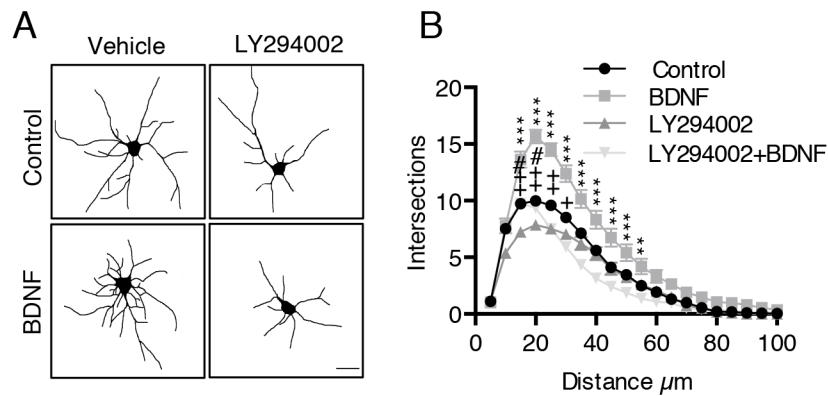 A
Vehicle LY294002
Control
BDNF
B
Control
BDNF
LY294002
LY294002+BDNF
Intersections
20
15
10
5
0
*** *** *** *** *** *** *** *** **
# #
‡ ‡ ‡ +
0 20 40 60 80 100
Distance µm